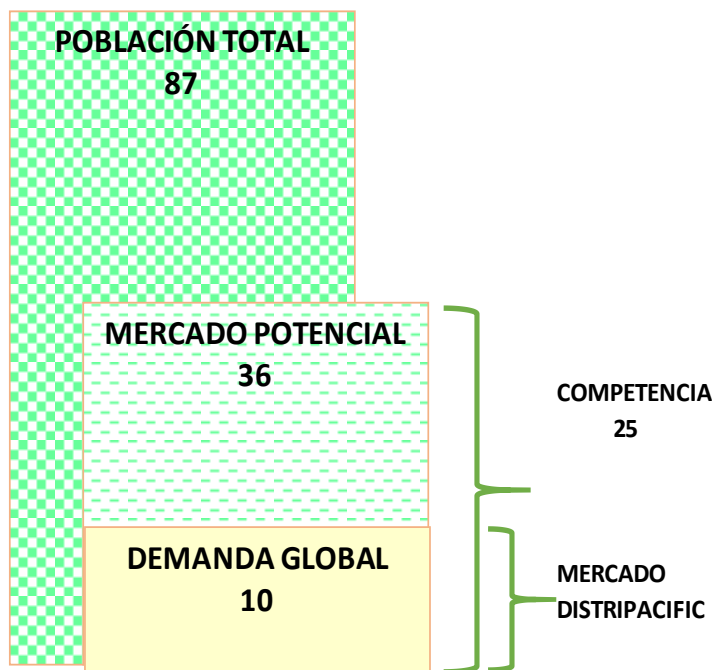 POBLACIÓN TOTAL
87
MERCADO POTENCIAL
36
COMPETENCIA
25
DEMANDA GLOBAL
10
MERCADO
DISTRIPACIFIC